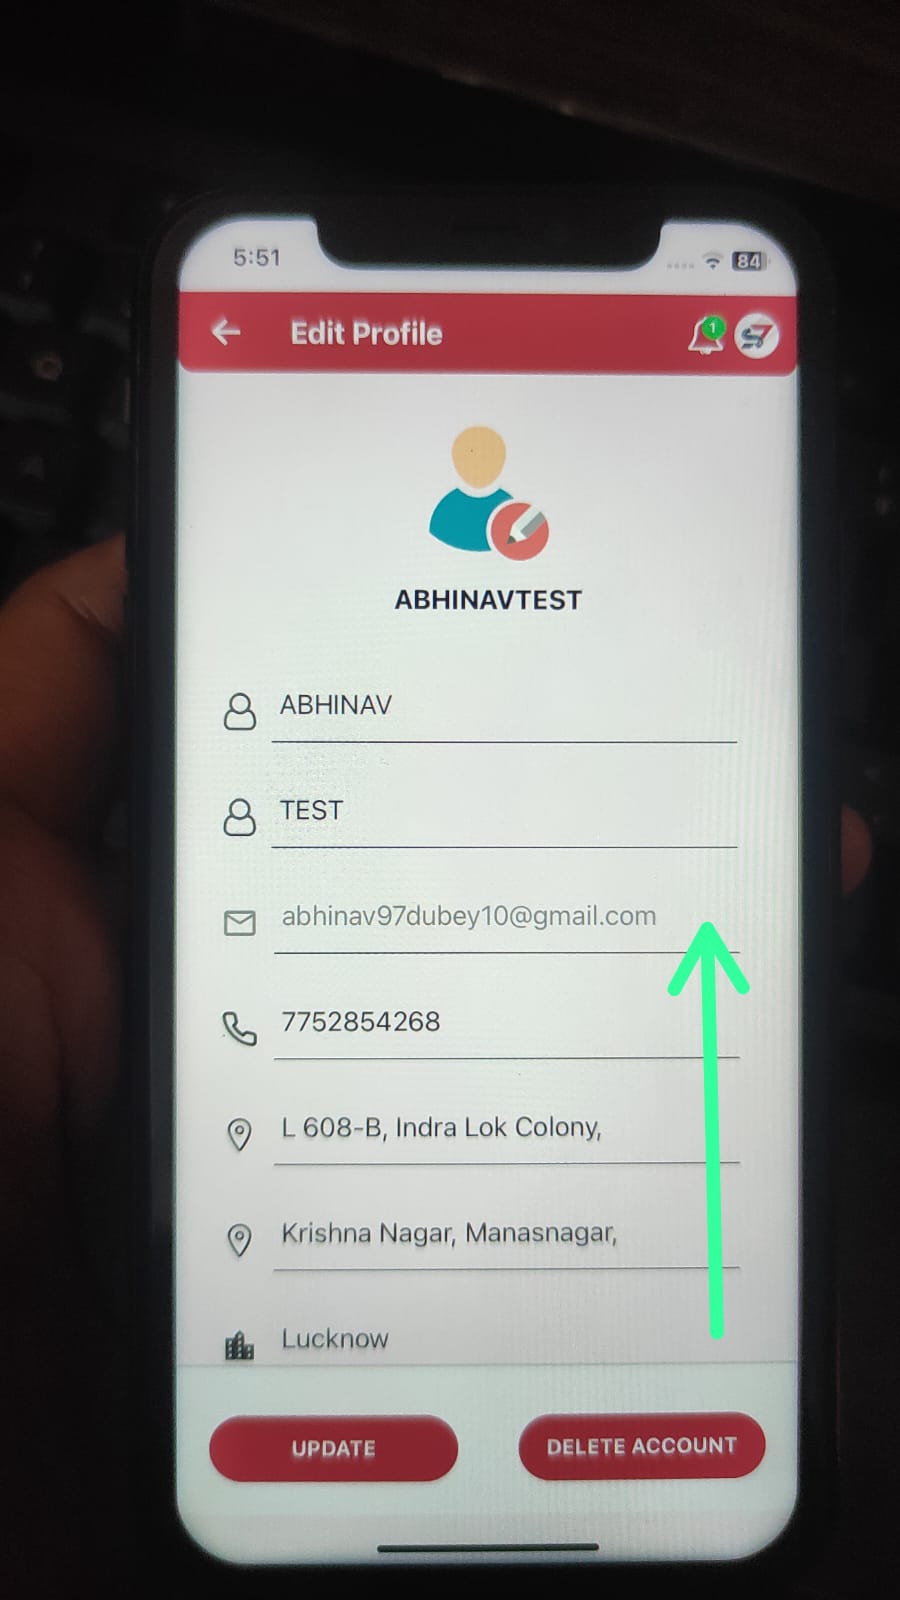 5:51
84
Edit Profile
1
S7
ABHINAVTEST
ABHINAV
TEST
abhinav97dubey10@gmail.com
7752854268
L 608-B, Indra Lok Colony,
Krishna Nagar, Manasnagar,
Lucknow
UPDATE
DELETE ACCOUNT